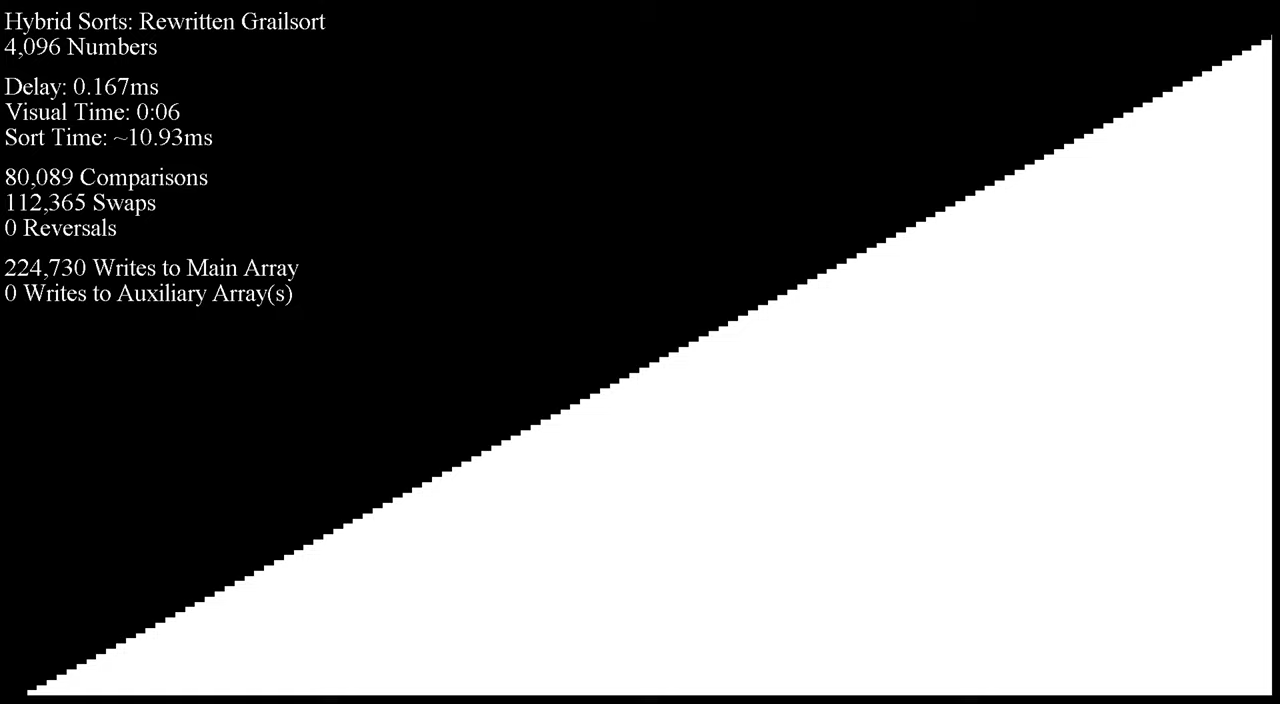 Hybrid Sorts: Rewritten Grailsort
4,096 Numbers
Delay: 0.167ms
Visual Time: 0:06
Sort Time: ~10.93ms
80,089 Comparisons
112,365 Swaps
0 Reversals
224,730 Writes to Main Array
0 Writes to Auxiliary Array(s)